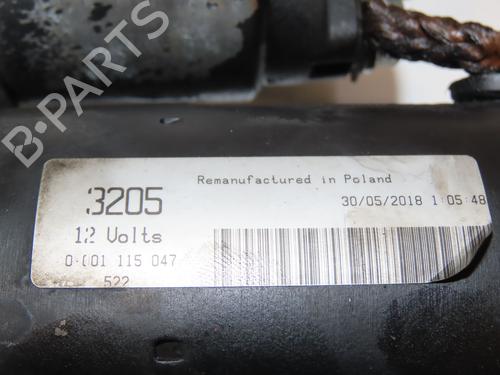 B-PARTS
Remanufactured in Poland
3205
30/05/2018 1:05:48
12 Volts
0 001 115 047
522